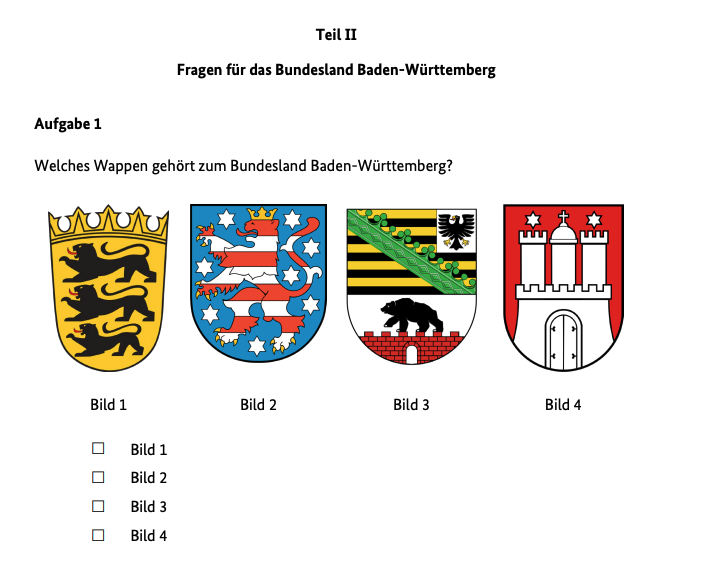 Teil II
Fragen für das Bundesland Baden-Württemberg
Aufgabe 1
Welches Wappen gehört zum Bundesland Baden-Württemberg?
Bild 1 Bild 2 Bild 3 Bild 4
☐ Bild 1
☐ Bild 2
☐ Bild 3
☐ Bild 4